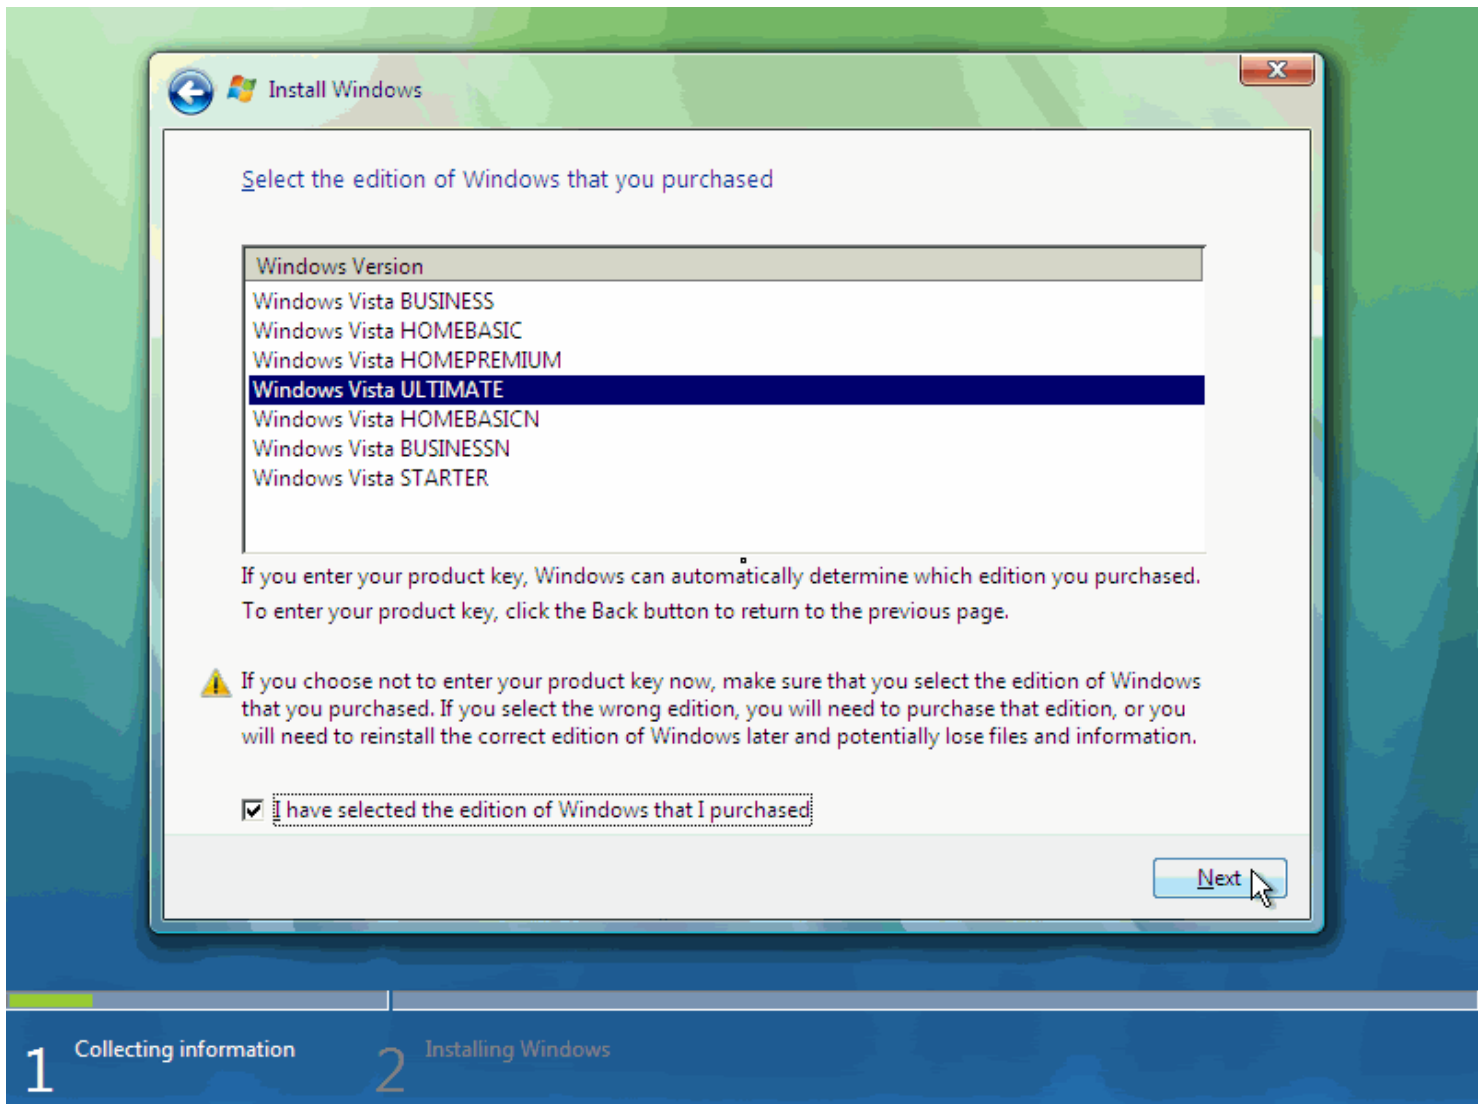 Install Windows
Select the edition of Windows that you purchased
Windows Version
Windows Vista BUSINESS
Windows Vista HOMEBASIC
Windows Vista HOMEPREMIUM
Windows Vista ULTIMATE
Windows Vista HOMEBASICN
Windows Vista BUSINESSN
Windows Vista STARTER
If you enter your product key, Windows can automatically determine which edition you purchased.
To enter your product key, click the Back button to return to the previous page.
If you choose not to enter your product key now, make sure that you select the edition of Windows
that you purchased. If you select the wrong edition, you will need to purchase that edition, or you
will need to reinstall the correct edition of Windows later and potentially lose files and information.
I have selected the edition of Windows that I purchased
Next
1 Collecting information
2 Installing Windows